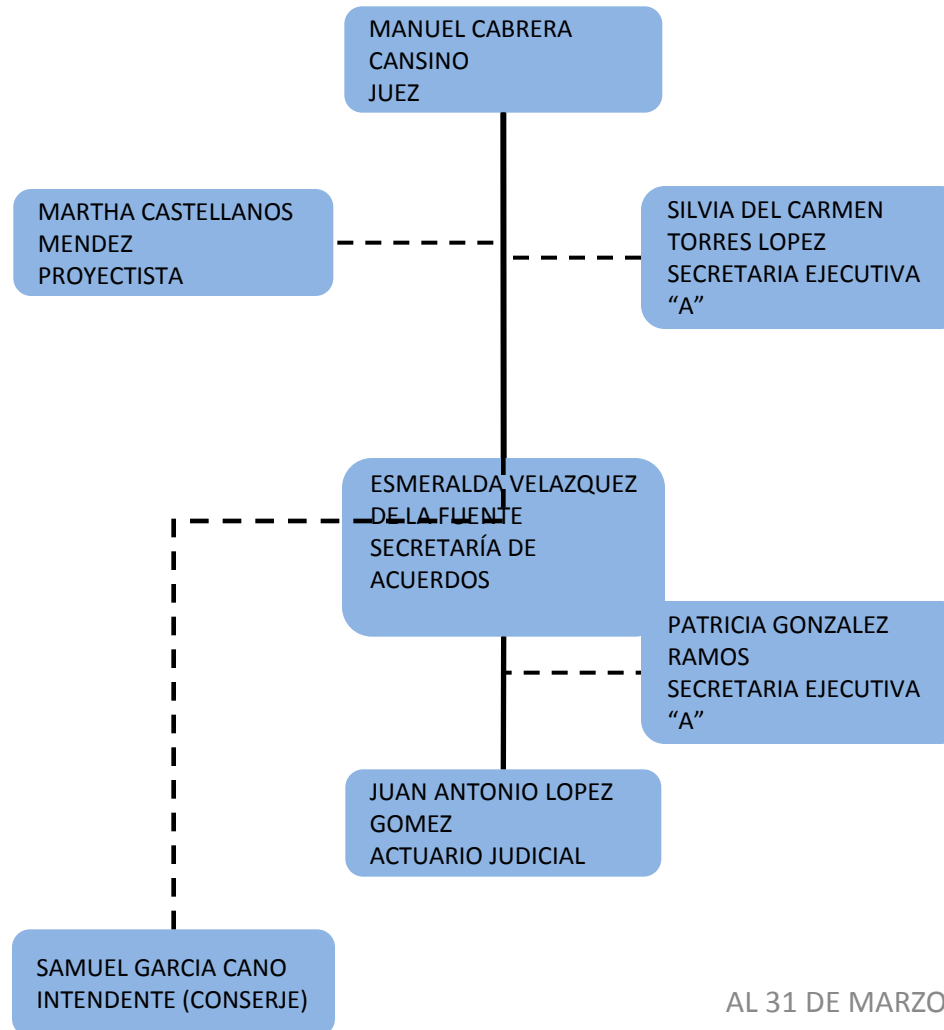 MANUEL CABRERA
CANSINO
JUEZ
MARTHA CASTELLANOS
MENDEZ
PROYECTISTA
SILVIA DEL CARMEN
TORRES LOPEZ
SECRETARIA EJECUTIVA
“A”
ESMERALDA VELAZQUEZ
DE LA FUENTE
SECRETARÍA DE
ACUERDOS
PATRICIA GONZALEZ
RAMOS
SECRETARIA EJECUTIVA
“A”
JUAN ANTONIO LOPEZ
GOMEZ
ACTUARIO JUDICIAL
SAMUEL GARCIA CANO
INTENDENTE (CONSERJE)
AL 31 DE MARZO